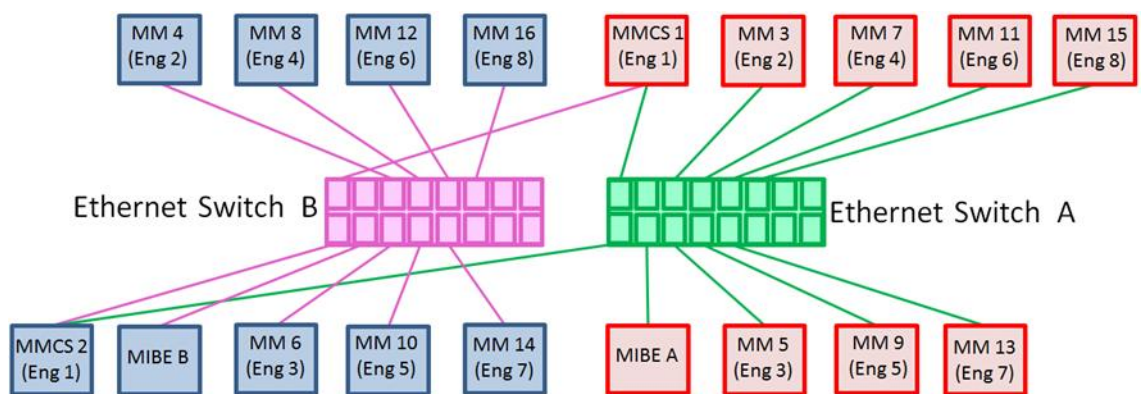 MM 4
(Eng 2)
MM 8
(Eng 4)
MM 12
(Eng 6)
MM 16
(Eng 8)
MMCS 1
(Eng 1)
MM 3
(Eng 2)
MM 7
(Eng 4)
MM 11
(Eng 6)
MM 15
(Eng 8)
Ethernet Switch B
Ethernet Switch A
MMCS 2
(Eng 1)
MIBE B
MM 6
(Eng 3)
MM 10
(Eng 5)
MM 14
(Eng 7)
MIBE A
MM 5
(Eng 3)
MM 9
(Eng 5)
MM 13
(Eng 7)